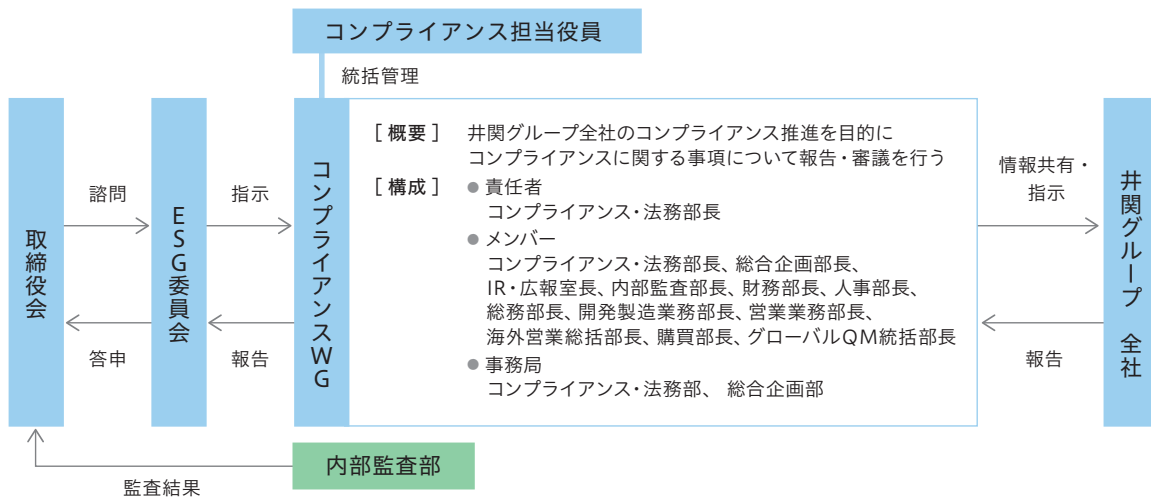 コンプライアンス担当役員
統括管理
取締役会
諮問
答申
ESG委員会
指示
報告
コンプライアンスWG
[ 概要 ] 井関グループ全社のコンプライアンス推進を目的に
コンプライアンスに関する事項について報告・審議を行う
[ 構成 ] ● 責任者
コンプライアンス・法務部長
● メンバー
コンプライアンス・法務部長、総合企画部長、
IR・広報室長、内部監査部長、財務部長、人事部長、
総務部長、開発製造業務部長、営業業務部長、
海外営業総括部長、購買部長、グローバルQM統括部長
● 事務局
コンプライアンス・法務部、 総合企画部
情報共有・
指示
報告
井関グループ 全社
内部監査部
監査結果